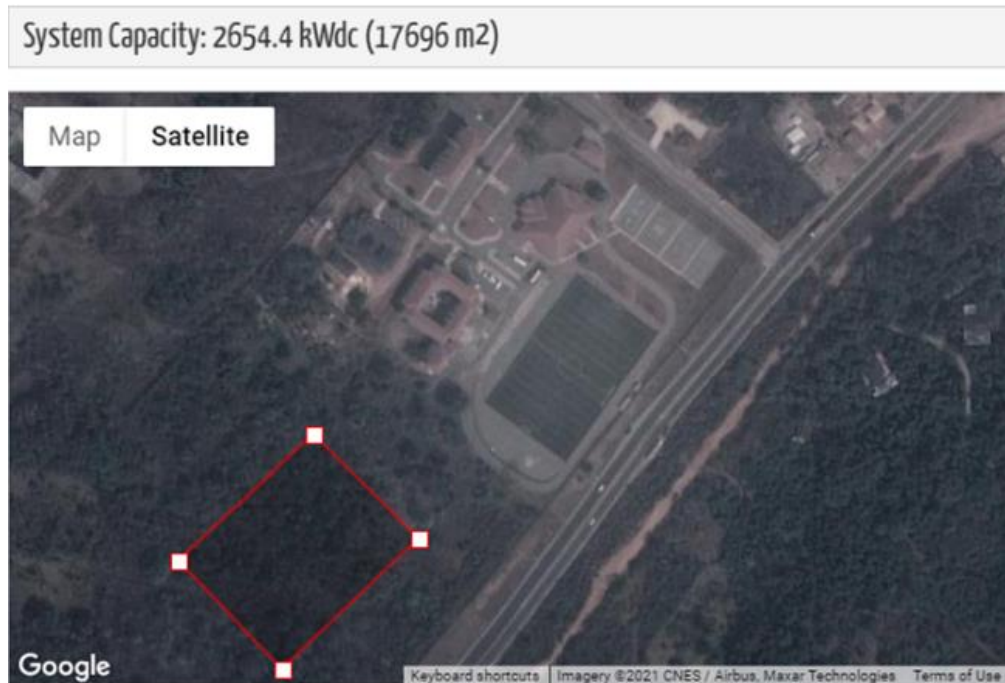 System Capacity: 2654.4 kWdc (17696 m2)
Map Satellite
Google
Keyboard shortcuts Imagery ©2021 CNES / Airbus, Maxar Technologies Terms of Use